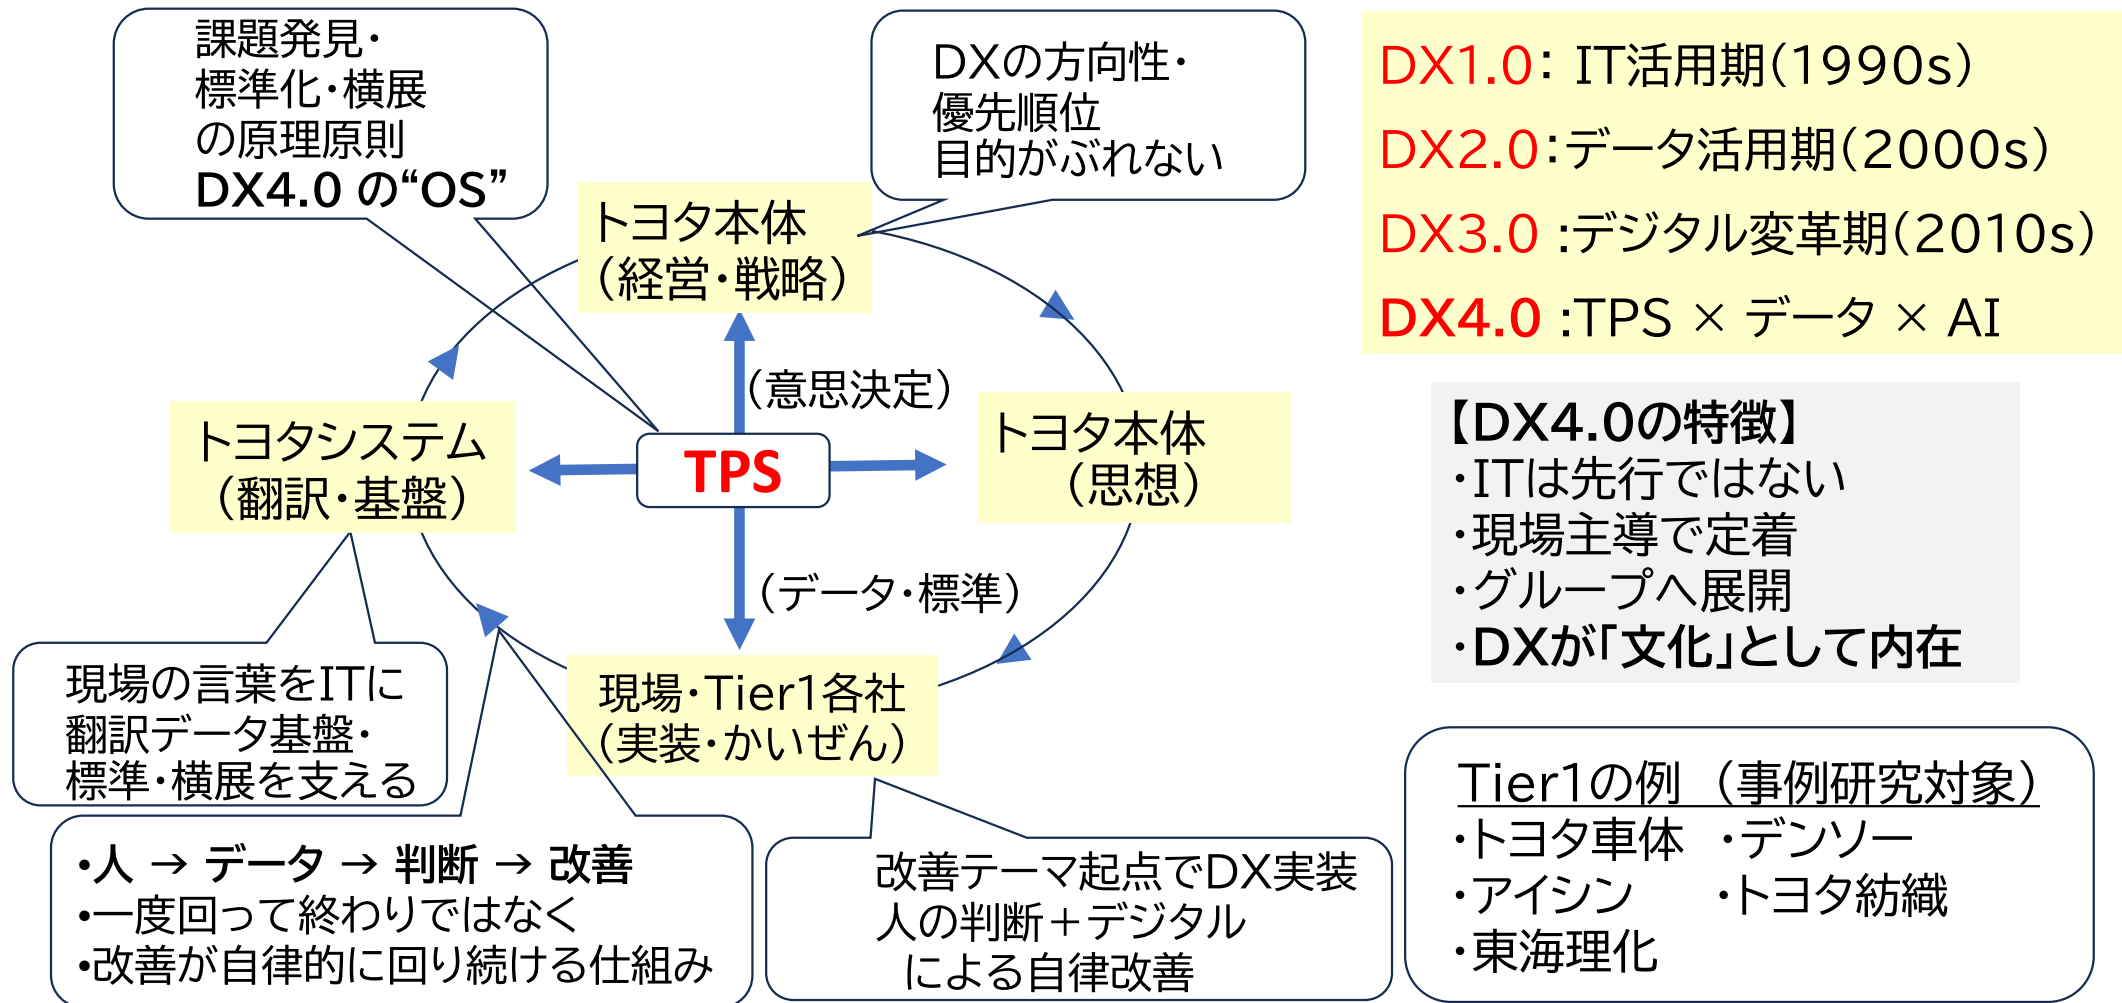 課題発見・
標準化・横展
の原理原則
DX4.0 の“OS”
DXの方向性・
優先順位
目的がぶれない
DX1.0： IT活用期（1990s）
DX2.0：データ活用期（2000s）
DX3.0 :デジタル変革期（2010s）
DX4.0 :TPS × データ × AI
トヨタ本体
（経営・戦略）
（意思決定）
トヨタシステム
（翻訳・基盤）
TPS
トヨタ本体
（思想）
（データ・標準）
現場・Tier1各社
（実装・かいぜん）
【DX4.0の特徴】
・ITは先行ではない
・現場主導で定着
・グループへ展開
・DXが「文化」として内在
現場の言葉をITに
翻訳データ基盤・
標準・横展を支える
•人 → データ → 判断 → 改善
•一度回って終わりではなく
•改善が自律的に回り続ける仕組み
改善テーマ起点でDX実装
人の判断＋デジタル
による自律改善
Tier1の例 （事例研究対象）
・トヨタ車体 ・デンソー
・アイシン ・トヨタ紡織
・東海理化